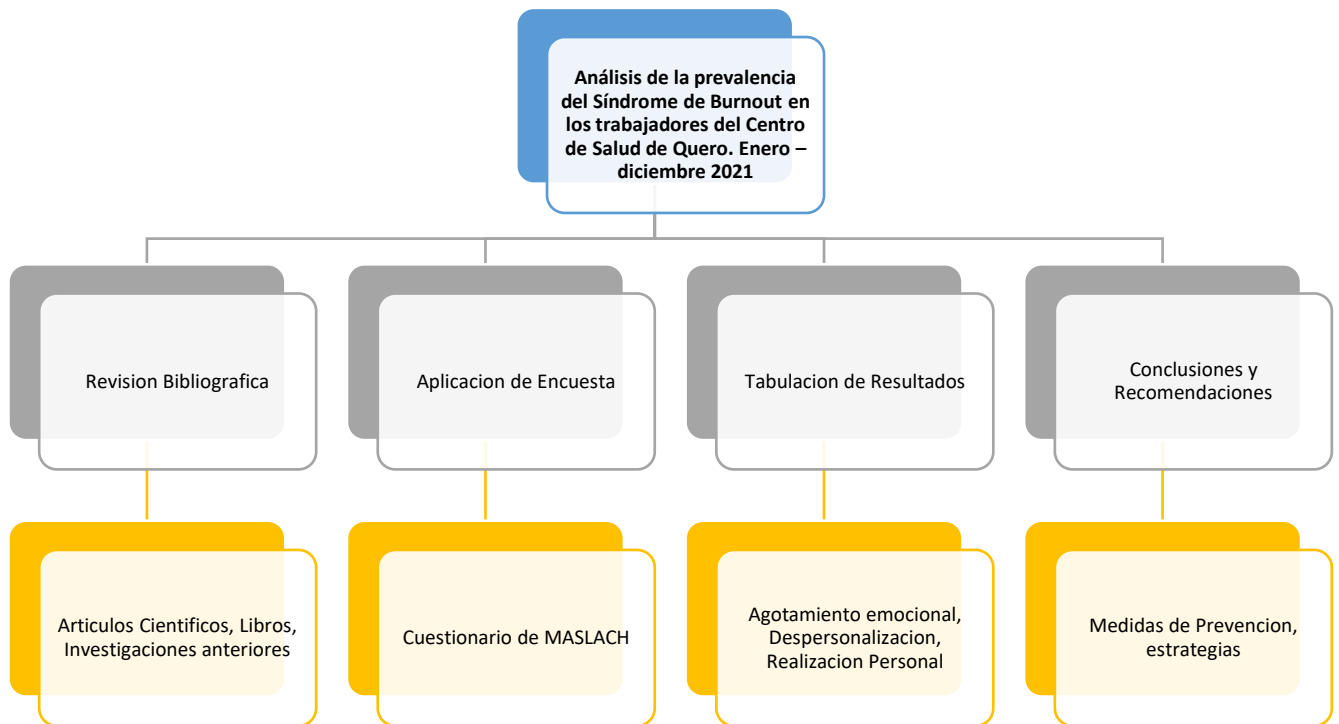 Análisis de la prevalencia
del Síndrome de Burnout en
los trabajadores del Centro
de Salud de Quero. Enero –
diciembre 2021
Revision Bibliografica
Aplicacion de Encuesta
Tabulacion de Resultados
Conclusiones y
Recomendaciones
Articulos Cientificos, Libros,
Investigaciones anteriores
Cuestionario de MASLACH
Agotamiento emocional,
Despersonalizacion,
Realizacion Personal
Medidas de Prevencion,
estrategias